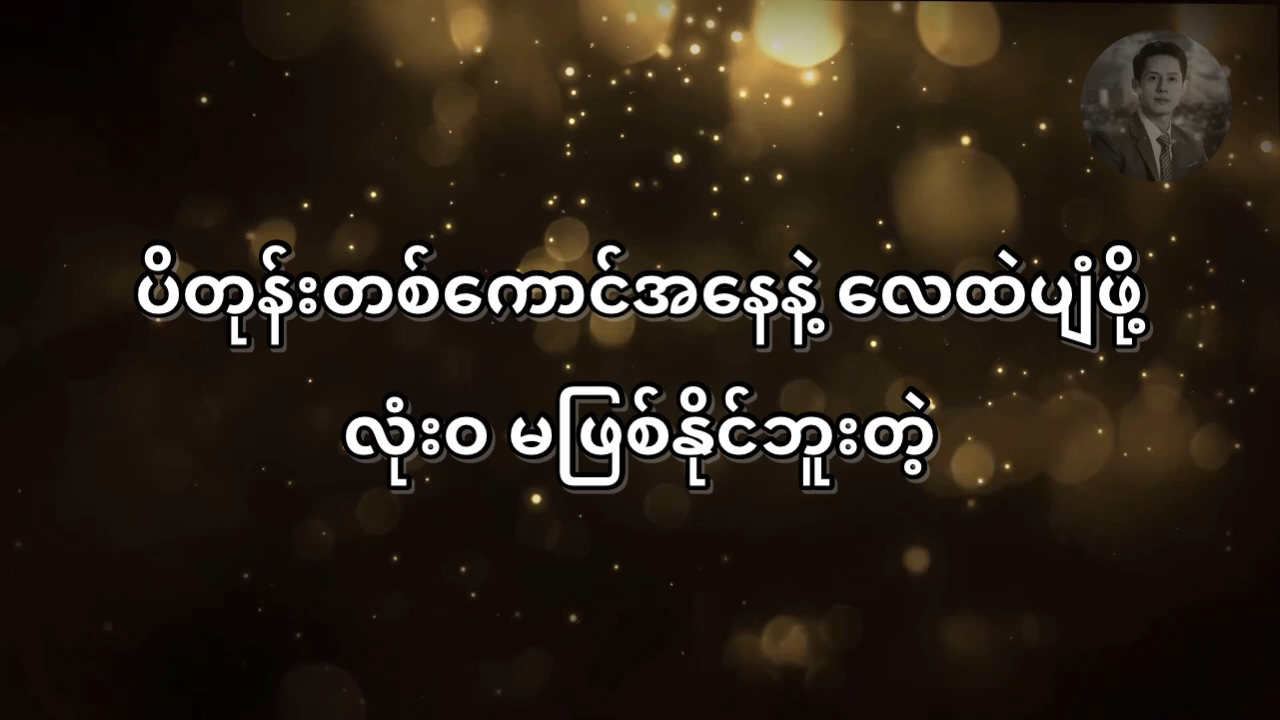 ပိတုန်းတစ်ကောင်အနေနဲ့ လေထဲပျံဖို့
လုံးဝ မဖြစ်နိုင်ဘူးတဲ့